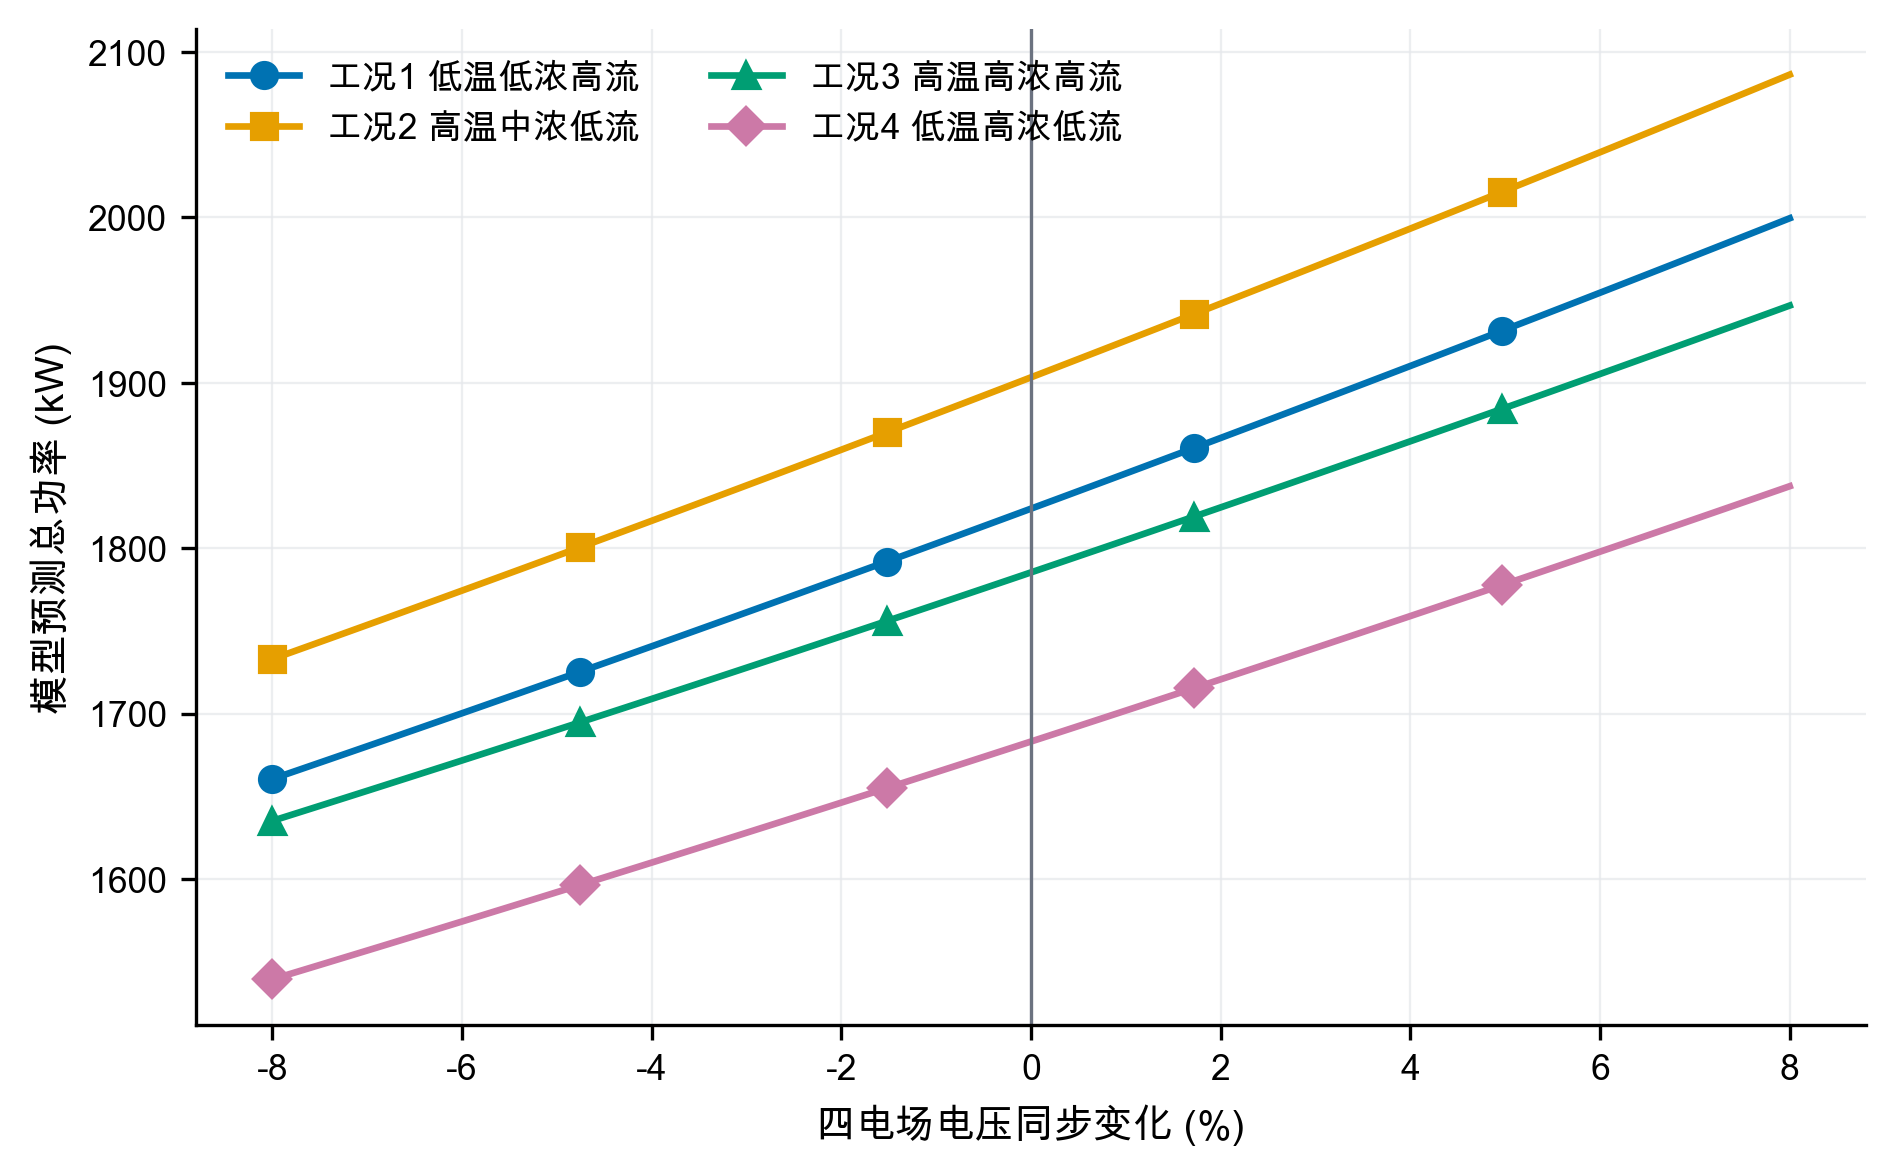 工况1 低温低浓高流
工况2 高温中浓低流
工况3 高温高浓高流
工况4 低温高浓低流
模型预测总功率 (kW)
2100
2000
1900
1800
1700
1600
-8 -6 -4 -2 0 2 4 6 8
四电场电压同步变化 (%)